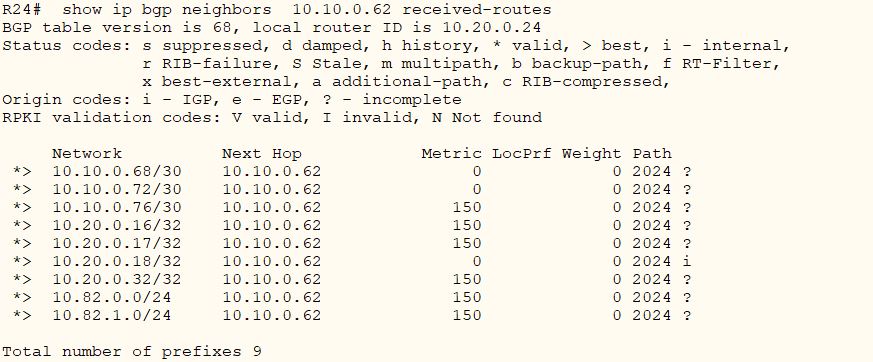 R24#  show ip bgp neighbors  10.10.0.62 received-routes
BGP table version is 68, local router ID is 10.20.0.24
Status codes: s suppressed, d damped, h history, * valid, > best, i - internal,
              r RIB-failure, S Stale, m multipath, b backup-path, f RT-Filter,
              x best-external, a additional-path, c RIB-compressed,
Origin codes: i - IGP, e - EGP, ? - incomplete
RPKI validation codes: V valid, I invalid, N Not found

     Network          Next Hop            Metric LocPrf Weight Path
 *>  10.10.0.68/30    10.10.0.62               0             0 2024 ?
 *>  10.10.0.72/30    10.10.0.62               0             0 2024 ?
 *>  10.10.0.76/30    10.10.0.62             150             0 2024 ?
 *>  10.20.0.16/32    10.10.0.62             150             0 2024 ?
 *>  10.20.0.17/32    10.10.0.62             150             0 2024 ?
 *>  10.20.0.18/32    10.10.0.62               0             0 2024 i
 *>  10.20.0.32/32    10.10.0.62             150             0 2024 ?
 *>  10.82.0.0/24     10.10.0.62             150             0 2024 ?
 *>  10.82.1.0/24     10.10.0.62             150             0 2024 ?

Total number of prefixes 9